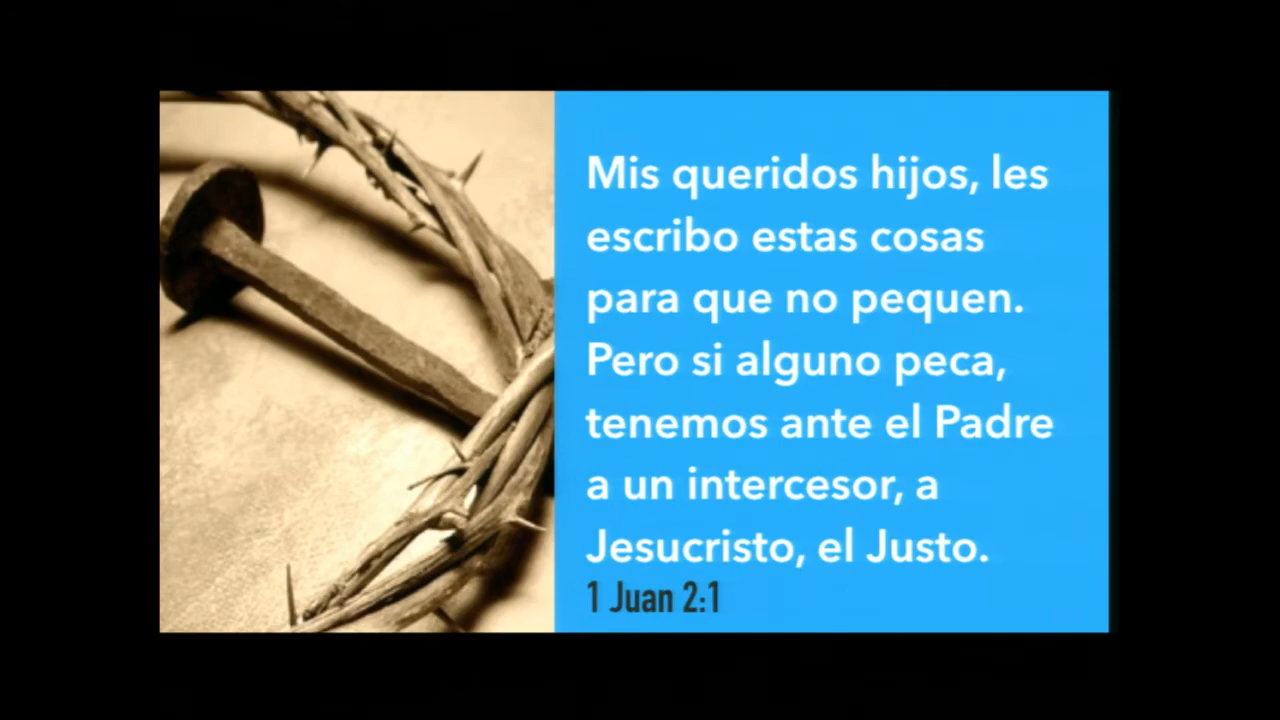 Mis queridos hijos, les
escribo estas cosas
para que no pequen.
Pero si alguno peca,
tenemos ante el Padre
a un intercesor, a
Jesucristo, el Justo.
1 Juan 2:1